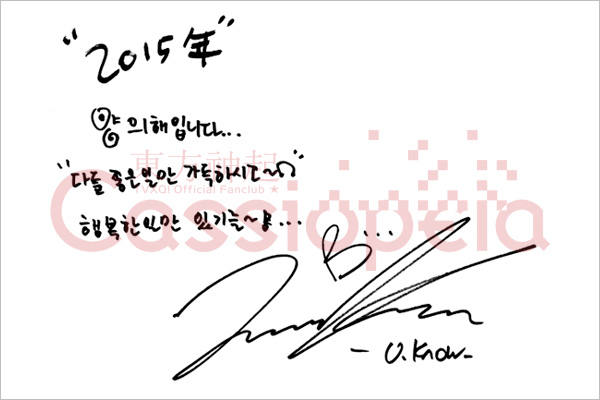 "2015年"
양의해입니다...
東方神起
TVXQ! Official Fanclub ★
"다들 좋은일만 가득하시고~"
Cassiopeia
행복한일만 있기를~양...
- U.Know -